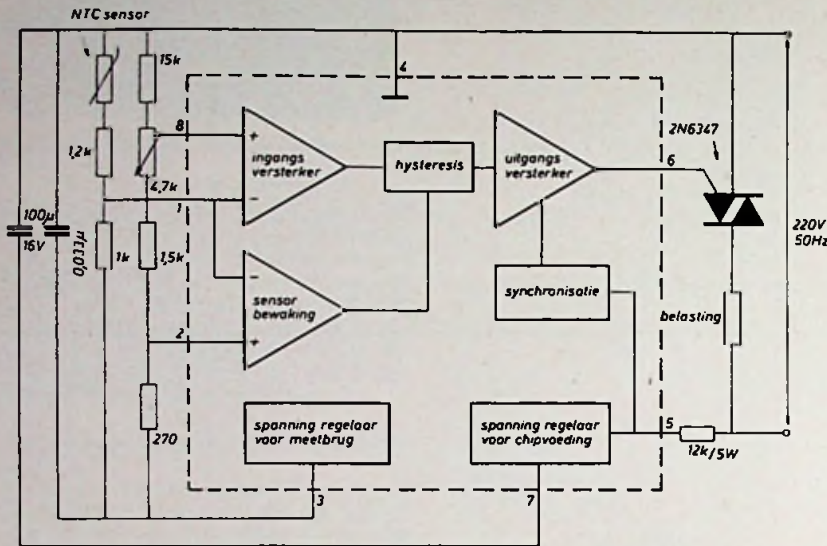 NTC sensor
15k
4
8
1,2k
4,7k
1
100µ
16V
0,033µ
1k
1,5k
2
270
+
ingangs
versterker
−
hysteresis
uitgangs
versterker
6
2N6347
220V
50Hz
−
sensor
bewaking
+
synchronisatie
belasting
spanning regelaar
voor meetbrug
spanning regelaar
voor chipvoeding
5
12k/5W
3
7